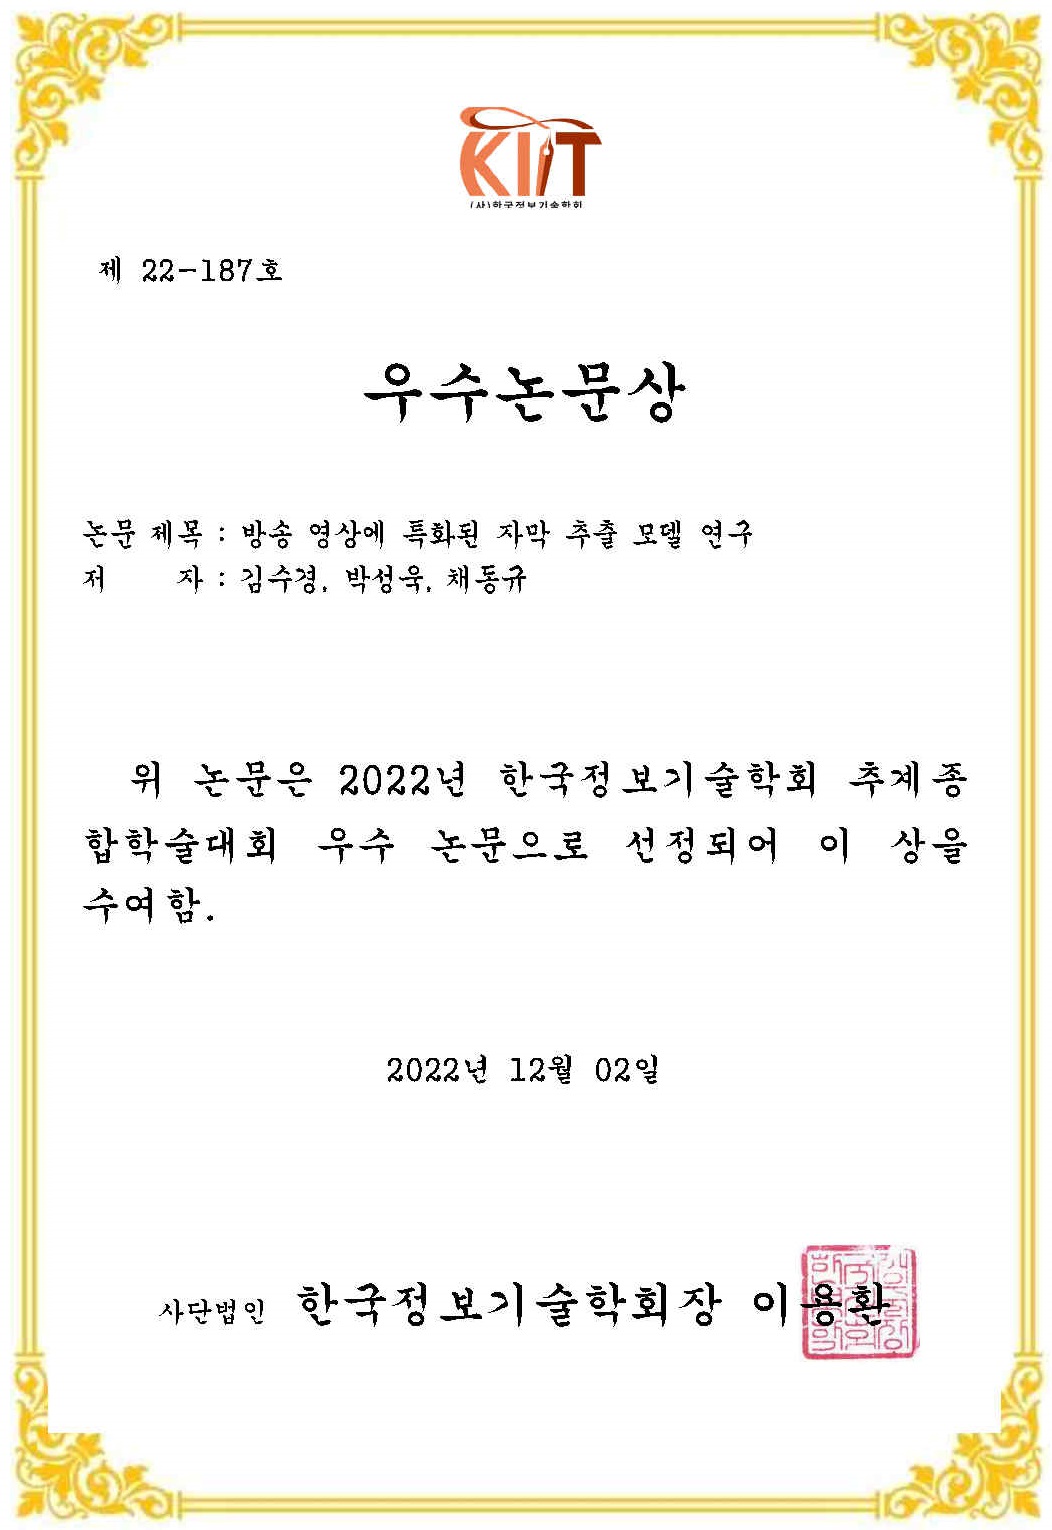 KIIT
(사)한국정보기술학회
제 22-187호
우수논문상
논문 제목 : 방송 영상에 특화된 자막 추출 모델 연구
저 자 : 김수경, 박성욱, 채동규
위 논문은 2022년 한국정보기술학회 추계종
합학술대회 우수 논문으로 선정되어 이 상을
수여함.
2022년 12월 02일
사단법인 한국정보기술학회장 이용환